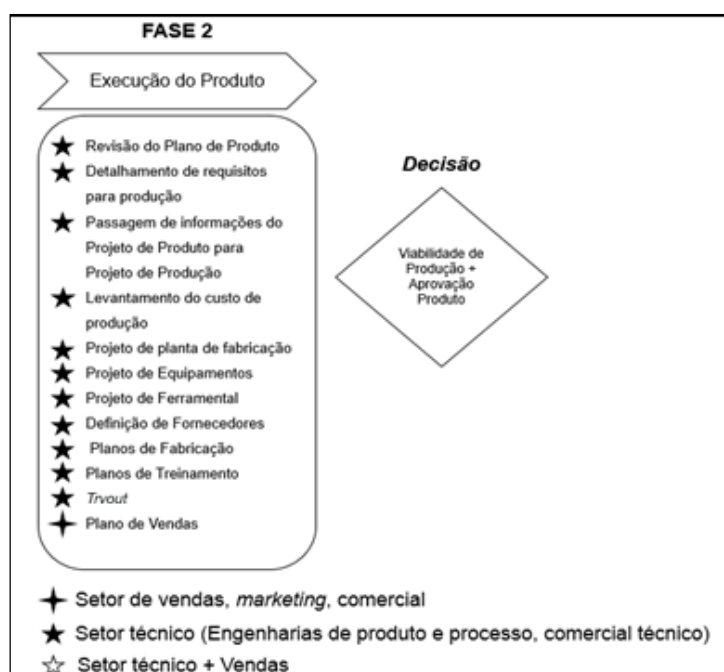 FASE 2
Execução do Produto
Revisão do Plano de Produto
Detalhamento de requisitos
para produção
Passagem de informações do
Projeto de Produto para
Projeto de Produção
Levantamento do custo de
produção
Projeto de planta de fabricação
Projeto de Equipamentos
Projeto de Ferramental
Definição de Fornecedores
Planos de Fabricação
Planos de Treinamento
Tryout
Plano de Vendas
Decisão
Viabilidade de
Produção +
Aprovação
Produto
Setor de vendas, marketing, comercial
Setor técnico (Engenharias de produto e processo, comercial técnico)
Setor técnico + Vendas